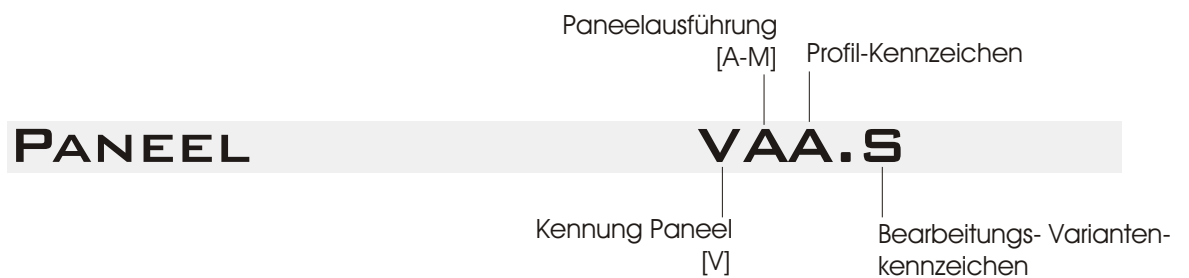 Paneelausführung
[A-M]
Profil-Kennzeichen
PANEEL VAA.S
Kennung Paneel
[V]
Bearbeitungs- Varianten-
kennzeichen